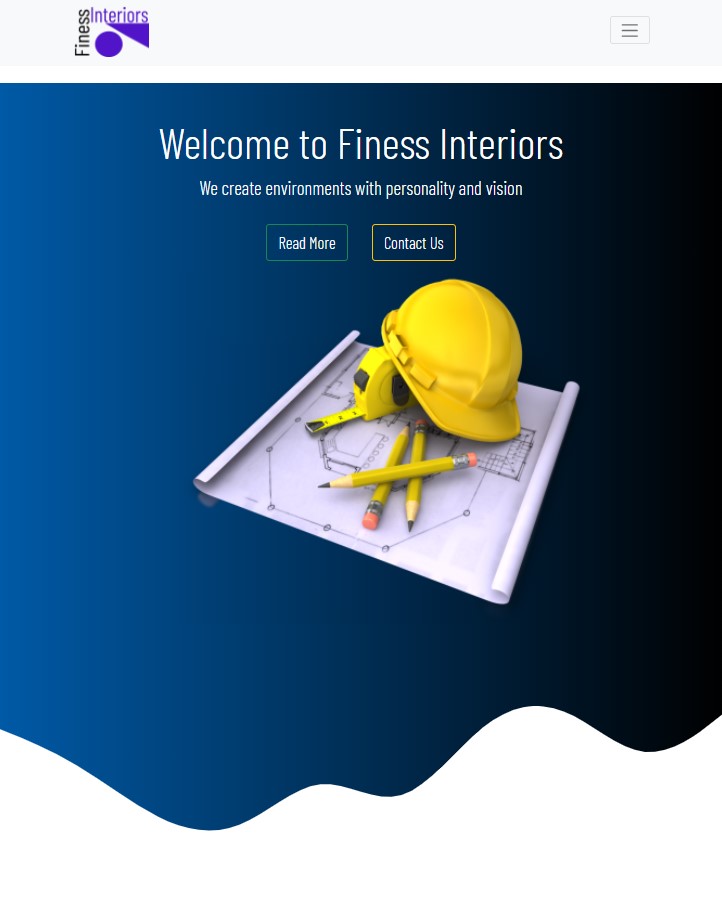 Finess
Interiors
Welcome to Finess Interiors
We create environments with personality and vision
Read More
Contact Us